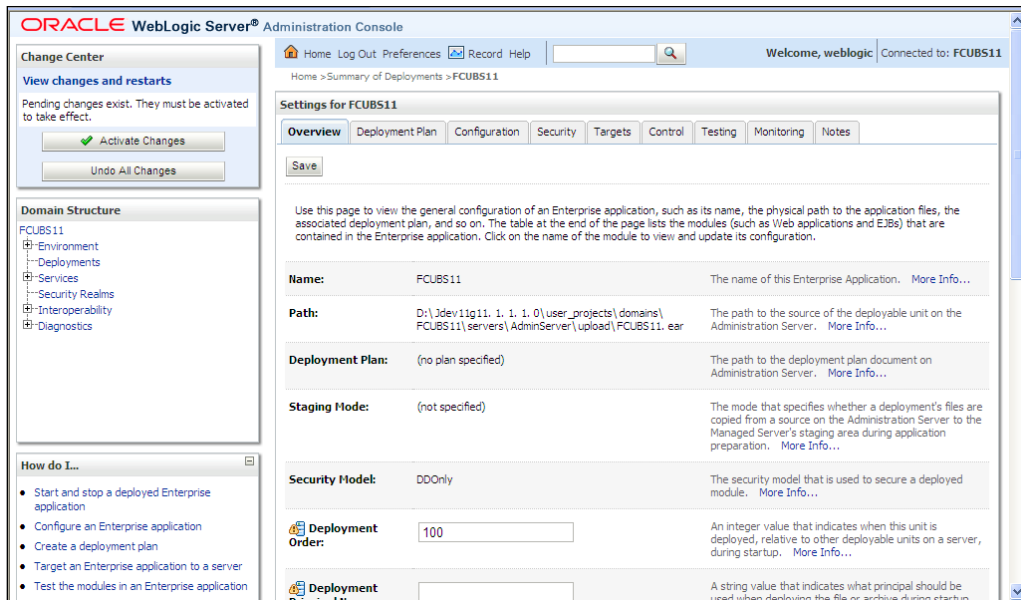 ORACLE WebLogic Server® Administration Console
Change Center
View changes and restarts
Pending changes exist. They must be activated
to take effect.
Activate Changes
Undo All Changes
Domain Structure
FCUBS11
Environment
Deployments
Services
Security Realms
Interoperability
Diagnostics
How do I...
Start and stop a deployed Enterprise
application
Configure an Enterprise application
Create a deployment plan
Target an Enterprise application to a server
Test the modules in an Enterprise application
Home Log Out Preferences Record Help
Welcome, weblogic Connected to: FCUBS11
Home >Summary of Deployments >FCUBS11
Settings for FCUBS11
Overview Deployment Plan Configuration Security Targets Control Testing Monitoring Notes
Save
Use this page to view the general configuration of an Enterprise application, such as its name, the physical path to the application files, the
associated deployment plan, and so on. The table at the end of the page lists the modules (such as Web applications and EJBs) that are
contained in the Enterprise application. Click on the name of the module to view and update its configuration.
Name: FCUBS11 The name of this Enterprise Application. More Info...
Path: D:\Jdev11g11. 1. 1. 1. 0\user_projects\domains\ The path to the source of the deployable unit on the
FCUBS11\servers\AdminServer\upload\FCUBS11. ear Administration Server. More Info...
Deployment Plan: (no plan specified) The path to the deployment plan document on
Administration Server. More Info...
Staging Mode: (not specified) The mode that specifies whether a deployment's files are
copied from a source on the Administration Server to the
Managed Server's staging area during application
preparation. More Info...
Security Model: DDOnly The security model that is used to secure a deployed
module. More Info...
Deployment 100 An integer value that indicates when this unit is
Order: deployed, relative to other deployable units on a server,
during startup. More Info...
Deployment A string value that indicates what principal should be
used when deploying the file or archive during startup